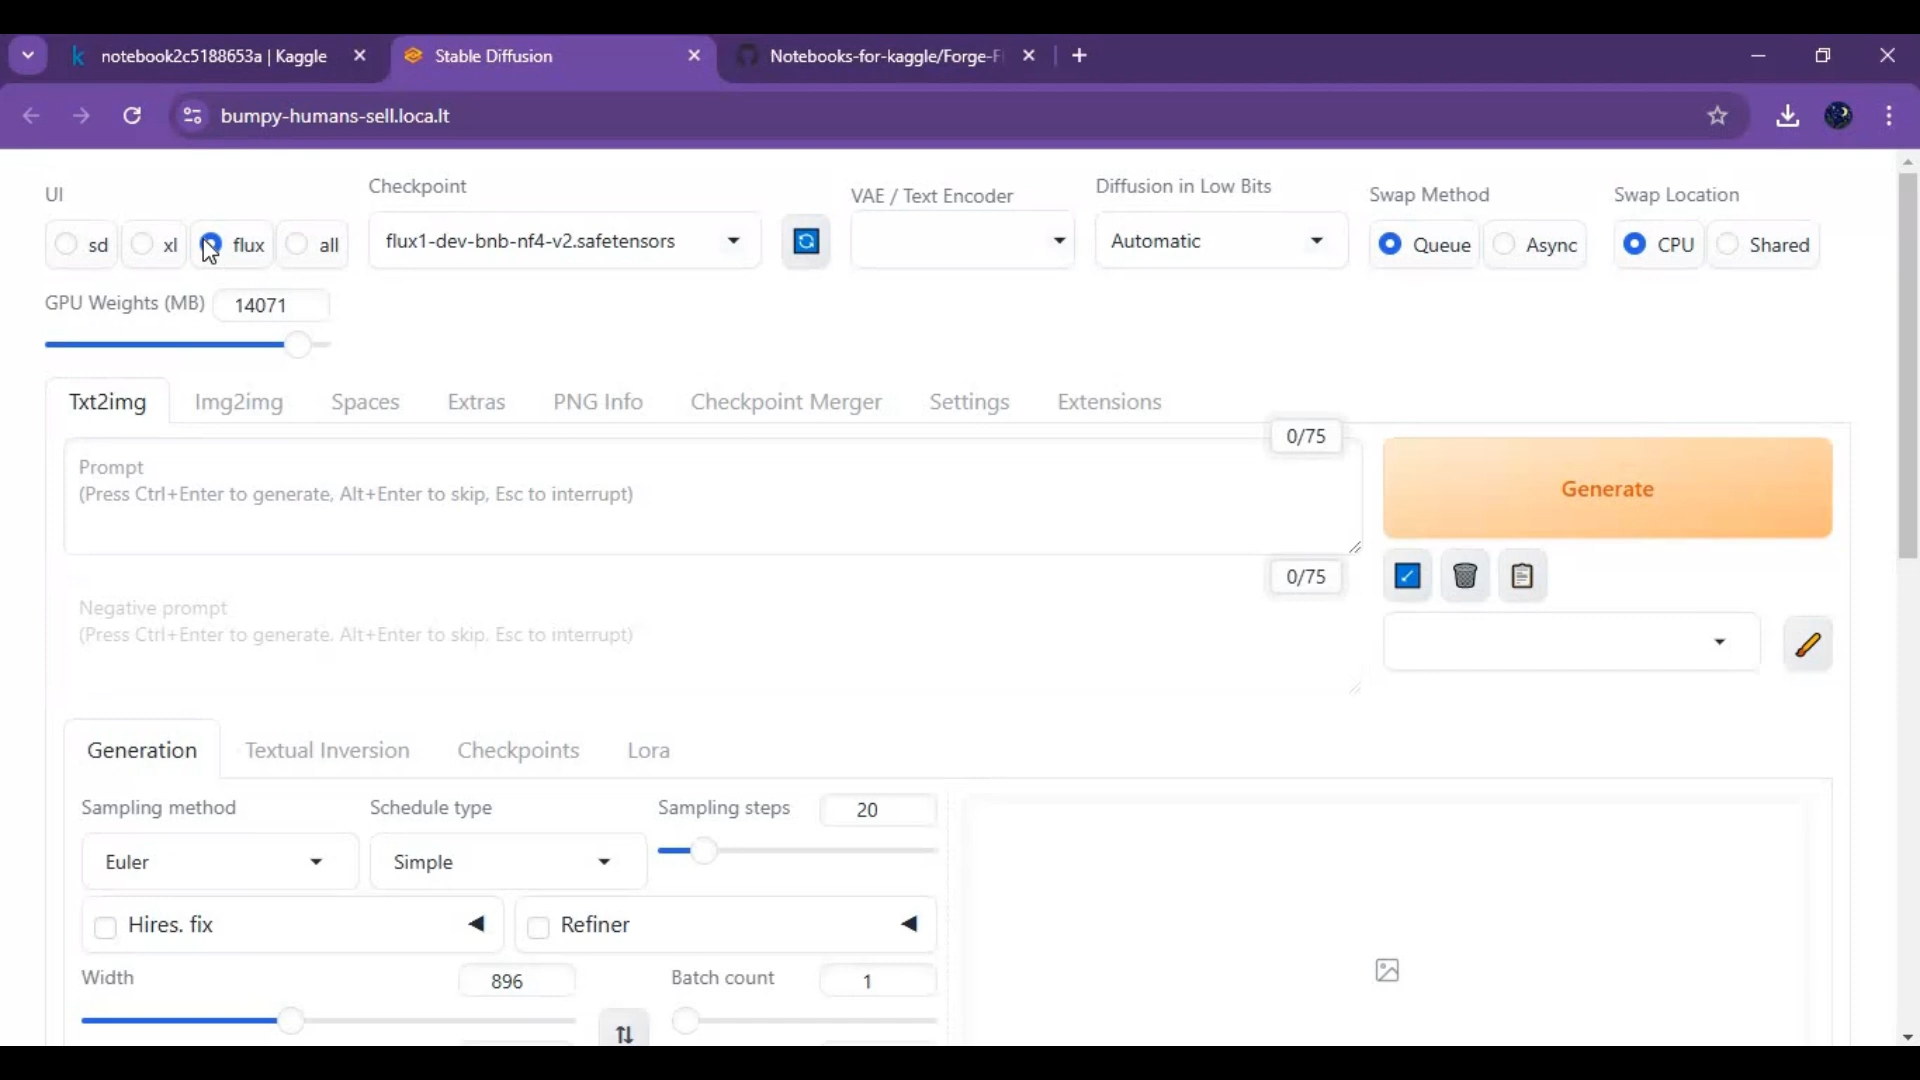 notebook2c5188653a | Kaggle
Stable Diffusion
Notebooks-for-kaggle/Forge-F
bumpy-humans-sell.loca.lt
UI
Checkpoint
VAE / Text Encoder
Diffusion in Low Bits
Swap Method
Swap Location
sd
xl
flux
all
flux1-dev-bnb-nf4-v2.safetensors
Automatic
Queue
Async
CPU
Shared
GPU Weights (MB)
14071
Txt2img
Img2img
Spaces
Extras
PNG Info
Checkpoint Merger
Settings
Extensions
0/75
Prompt
(Press Ctrl+Enter to generate, Alt+Enter to skip, Esc to interrupt)
Generate
0/75
Negative prompt
(Press Ctrl+Enter to generate, Alt+Enter to skip, Esc to interrupt)
Generation
Textual Inversion
Checkpoints
Lora
Sampling method
Schedule type
Sampling steps
20
Euler
Simple
Hires. fix
Refiner
Width
896
Batch count
1